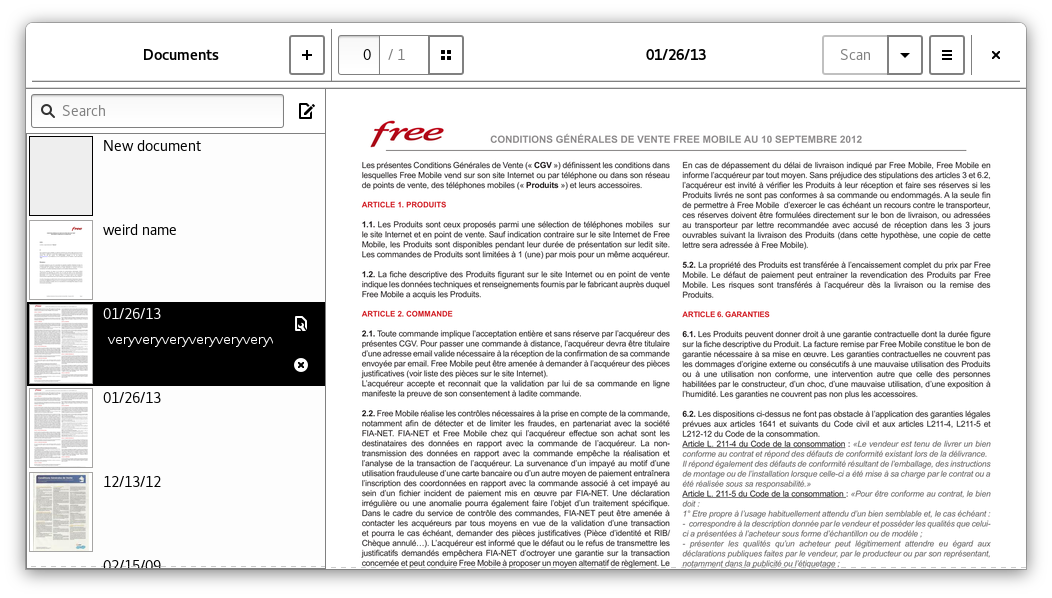 Documents
0 / 1
01/26/13
Scan
Search
New document
weird name
01/26/13
veryveryveryveryveryvery
01/26/13
12/13/12
02/15/09
free
CONDITIONS GÉNÉRALES DE VENTE FREE MOBILE AU 10 SEPTEMBRE 2012
Les présentes Conditions Générales de Vente (« CGV ») définissent les conditions dans
lesquelles Free Mobile vend sur son site Internet ou par téléphone ou dans son réseau
de points de vente, des téléphones mobiles (« Produits ») et leurs accessoires.
ARTICLE 1. PRODUITS
1.1. Les Produits sont ceux proposés parmi une sélection de téléphones mobiles sur
le site Internet et en point de vente. Sauf indication contraire sur le site Internet de Free
Mobile, les Produits sont disponibles pendant leur durée de présentation sur ledit site.
Les commandes de Produits sont limitées à 1 (une) par mois pour un même acquéreur.
1.2. La fiche descriptive des Produits figurant sur le site Internet ou en point de vente
indique les données techniques et renseignements fournis par le fabricant auprès duquel
Free Mobile a acquis les Produits.
ARTICLE 2. COMMANDE
2.1. Toute commande implique l'acceptation entière et sans réserve par l'acquéreur des
présentes CGV. Pour passer une commande à distance, l'acquéreur devra être titulaire
d'une adresse email valide nécessaire à la réception de la confirmation de sa commande
envoyée par email. Free Mobile peut être amenée à demander à l'acquéreur des pièces
justificatives (voir liste des pièces sur le site Internet).
L'acquéreur accepte et reconnait que la validation par lui de sa commande en ligne
manifeste la preuve de son consentement à ladite commande.
2.2. Free Mobile réalise les contrôles nécessaires à la prise en compte de la commande,
notamment afin de détecter et de limiter les fraudes, en partenariat avec la société
FIA-NET. FIA-NET et Free Mobile chez qui l'acquéreur effectue son achat sont les
destinataires des données en rapport avec la commande de l'acquéreur. La non-
transmission des données en rapport avec la commande empêche la réalisation et
l'analyse de la transaction de l'acquéreur. La survenance d'un impayé au motif d'une
utilisation frauduleuse d'une carte bancaire ou d'un autre moyen de paiement entraînera
l'inscription des coordonnées en rapport avec la commande associé à cet impayé au
sein d'un fichier incident de paiement mis en œuvre par FIA-NET. Une déclaration
irrégulière ou une anomalie pourra également faire l'objet d'un traitement spécifique.
Dans le cadre du service de contrôle des commandes, FIA-NET peut être amenée à
contacter les acquéreurs par tous moyens en vue de la validation d'une transaction
et pourra le cas échéant, demander des pièces justificatives (Pièce d'identité et RIB/
Chèque annulé…). L'acquéreur est informé que le défaut ou le refus de transmettre les
justificatifs demandés empêchera FIA-NET d'octroyer une garantie sur la transaction
concernée et peut conduire Free Mobile à proposer un moyen alternatif de règlement. Le
En cas de dépassement du délai de livraison indiqué par Free Mobile, Free Mobile en
informe l'acquéreur par tout moyen. Sans préjudice des stipulations des articles 3 et 6.2,
l'acquéreur est invité à vérifier les Produits à leur réception et faire ses réserves si les
Produits livrés ne sont pas conformes à sa commande ou endommagés. A la seule fin
de permettre à Free Mobile d'exercer le cas échéant un recours contre le transporteur,
ces réserves doivent être formulées directement sur le bon de livraison, ou adressées
au transporteur par lettre recommandée avec accusé de réception dans les 3 jours
ouvrables suivant la livraison des Produits (dans cette hypothèse, une copie de cette
lettre sera adressée à Free Mobile).
5.2. La propriété des Produits est transférée à l'encaissement complet du prix par Free
Mobile. Le défaut de paiement peut entrainer la revendication des Produits par Free
Mobile. Les risques sont transférés à l'acquéreur dès la livraison ou la remise des
Produits.
ARTICLE 6. GARANTIES
6.1. Les Produits peuvent donner droit à une garantie contractuelle dont la durée figure
sur la fiche descriptive du Produit. La facture remise par Free Mobile constitue le bon de
garantie nécessaire à sa mise en œuvre. Les garanties contractuelles ne couvrent pas
les dommages d'origine externe ou consécutifs à une mauvaise utilisation des Produits
ou à une utilisation non conforme, une intervention autre que celle des personnes
habilitées par le constructeur, d'un choc, d'une mauvaise utilisation, d'une exposition à
l'humidité. Les garanties ne couvrent pas non plus les accessoires.
6.2. Les dispositions ci-dessus ne font pas obstacle à l'application des garanties légales
prévues aux articles 1641 et suivants du Code civil et aux articles L211-4, L211-5 et
L212-12 du Code de la consommation.
Article L. 211-4 du Code de la consommation : «Le vendeur est tenu de livrer un bien
conforme au contrat et répond des défauts de conformité existant lors de la délivrance.
Il répond également des défauts de conformité résultant de l'emballage, des instructions
de montage ou de l'installation lorsque celle-ci a été mise à sa charge par le contrat ou a
été réalisée sous sa responsabilité.»
Article L. 211-5 du Code de la consommation : «Pour être conforme au contrat, le bien
doit :
1° Etre propre à l'usage habituellement attendu d'un bien semblable et, le cas échéant :
- correspondre à la description donnée par le vendeur et posséder les qualités que celui-
ci a présentées à l'acheteur sous forme d'échantillon ou de modèle ;
- présenter les qualités qu'un acheteur peut légitimement attendre eu égard aux
déclarations publiques faites par le vendeur, par le producteur ou par son représentant,
notamment dans la publicité ou l'étiquetage ;